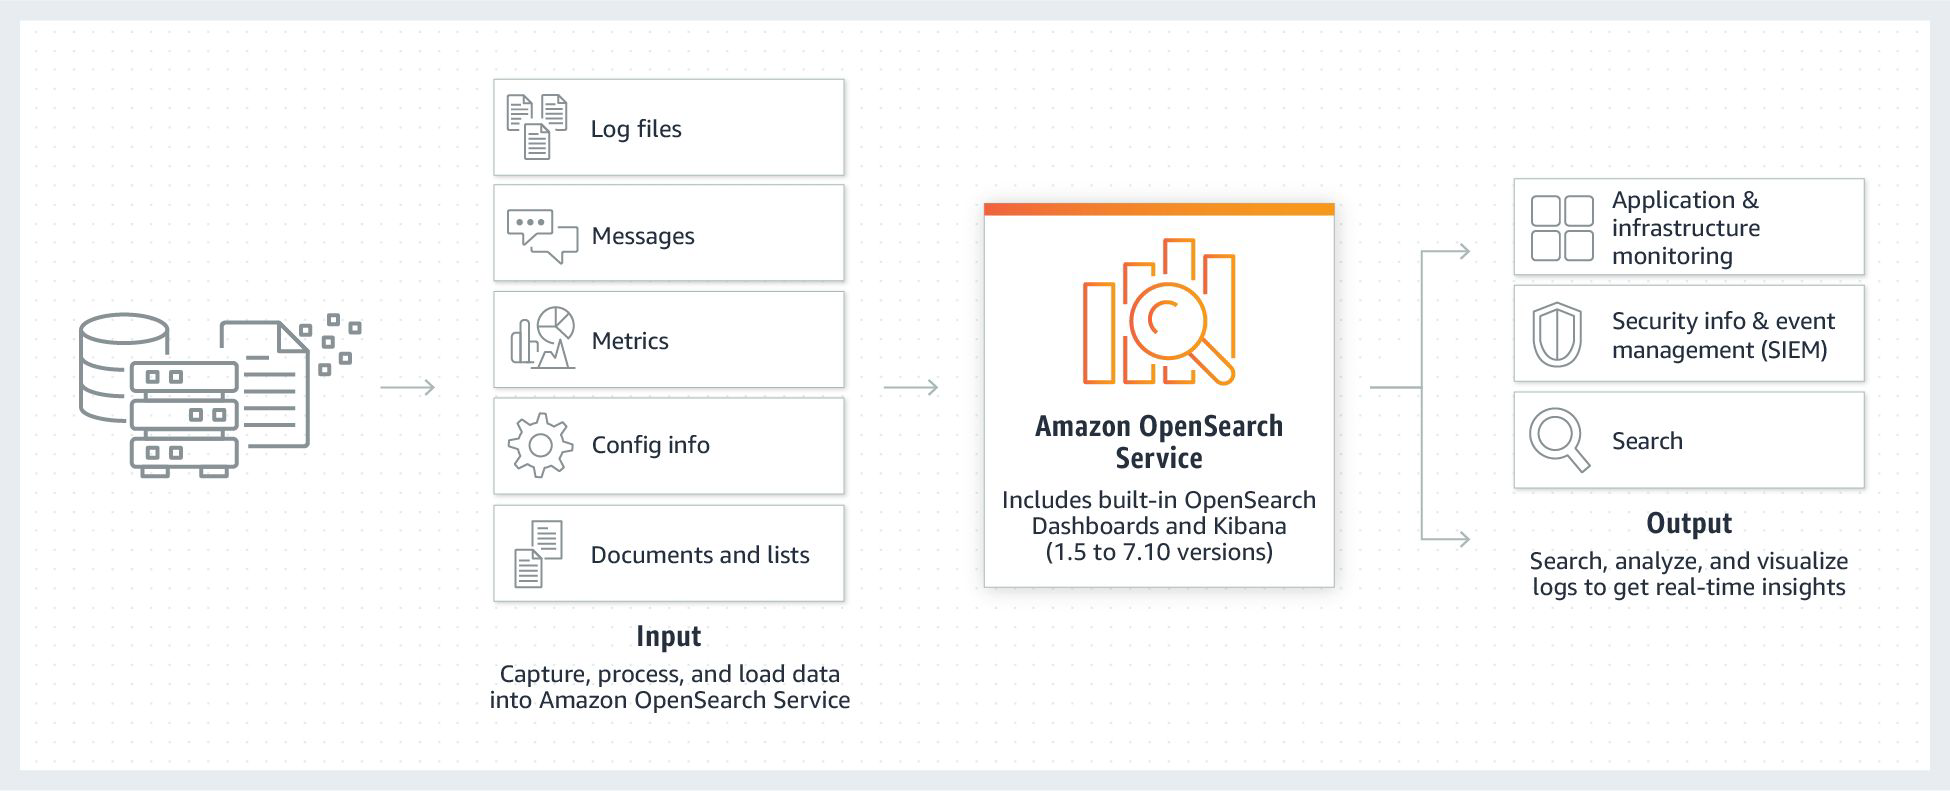 Log files
Messages
Metrics
Config info
Documents and lists
Input
Capture, process, and load data
into Amazon OpenSearch Service
Amazon OpenSearch
Service
Includes built-in OpenSearch
Dashboards and Kibana
(1.5 to 7.10 versions)
Application &
infrastructure
monitoring
Security info & event
management (SIEM)
Search
Output
Search, analyze, and visualize
logs to get real-time insights